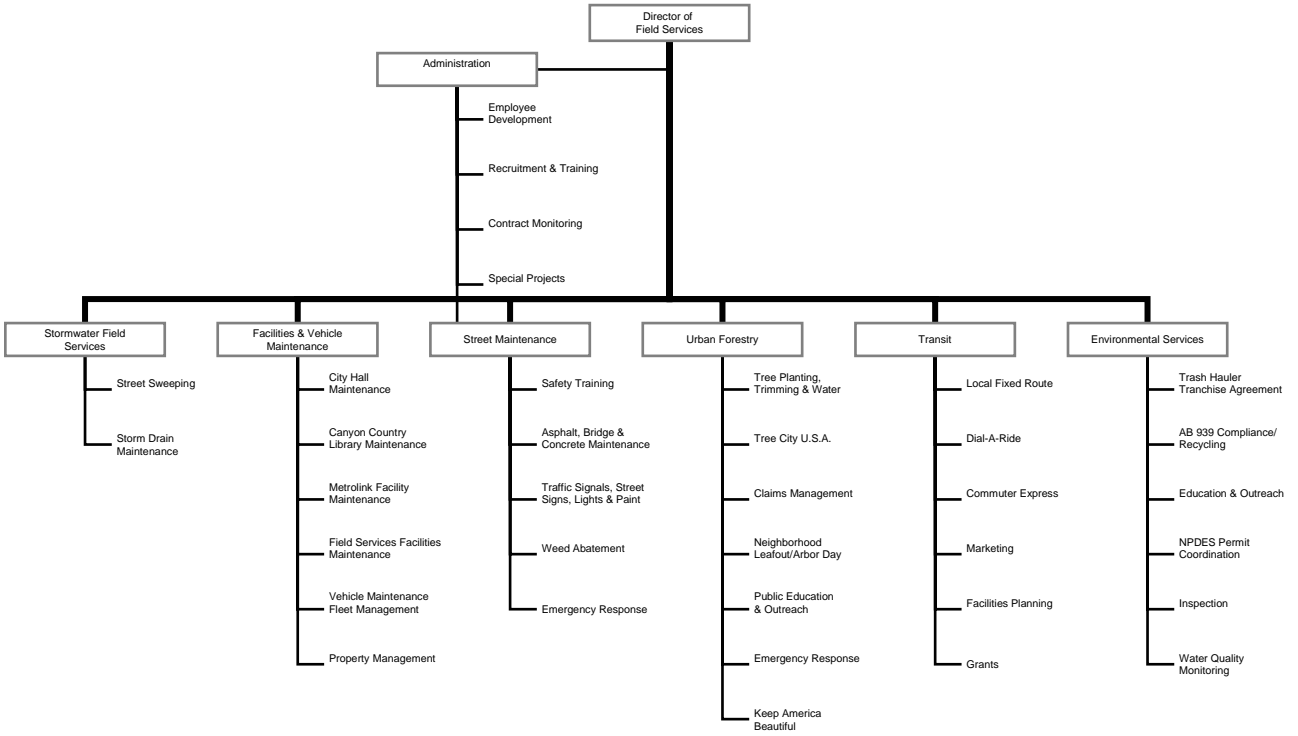 Director of
Field Services
Administration
Employee
Development
Recruitment & Training
Contract Monitoring
Special Projects
Stormwater Field
Services
Street Sweeping
Storm Drain
Maintenance
Facilities & Vehicle
Maintenance
City Hall
Maintenance
Canyon Country
Library Maintenance
Metrolink Facility
Maintenance
Field Services Facilities
Maintenance
Vehicle Maintenance
Fleet Management
Property Management
Street Maintenance
Safety Training
Asphalt, Bridge &
Concrete Maintenance
Traffic Signals, Street
Signs, Lights & Paint
Weed Abatement
Emergency Response
Urban Forestry
Tree Planting,
Trimming & Water
Tree City U.S.A.
Claims Management
Neighborhood
Leafout/Arbor Day
Public Education
& Outreach
Emergency Response
Keep America
Beautiful
Transit
Local Fixed Route
Dial-A-Ride
Commuter Express
Marketing
Facilities Planning
Grants
Environmental Services
Trash Hauler
Tranchise Agreement
AB 939 Compliance/
Recycling
Education & Outreach
NPDES Permit
Coordination
Inspection
Water Quality
Monitoring